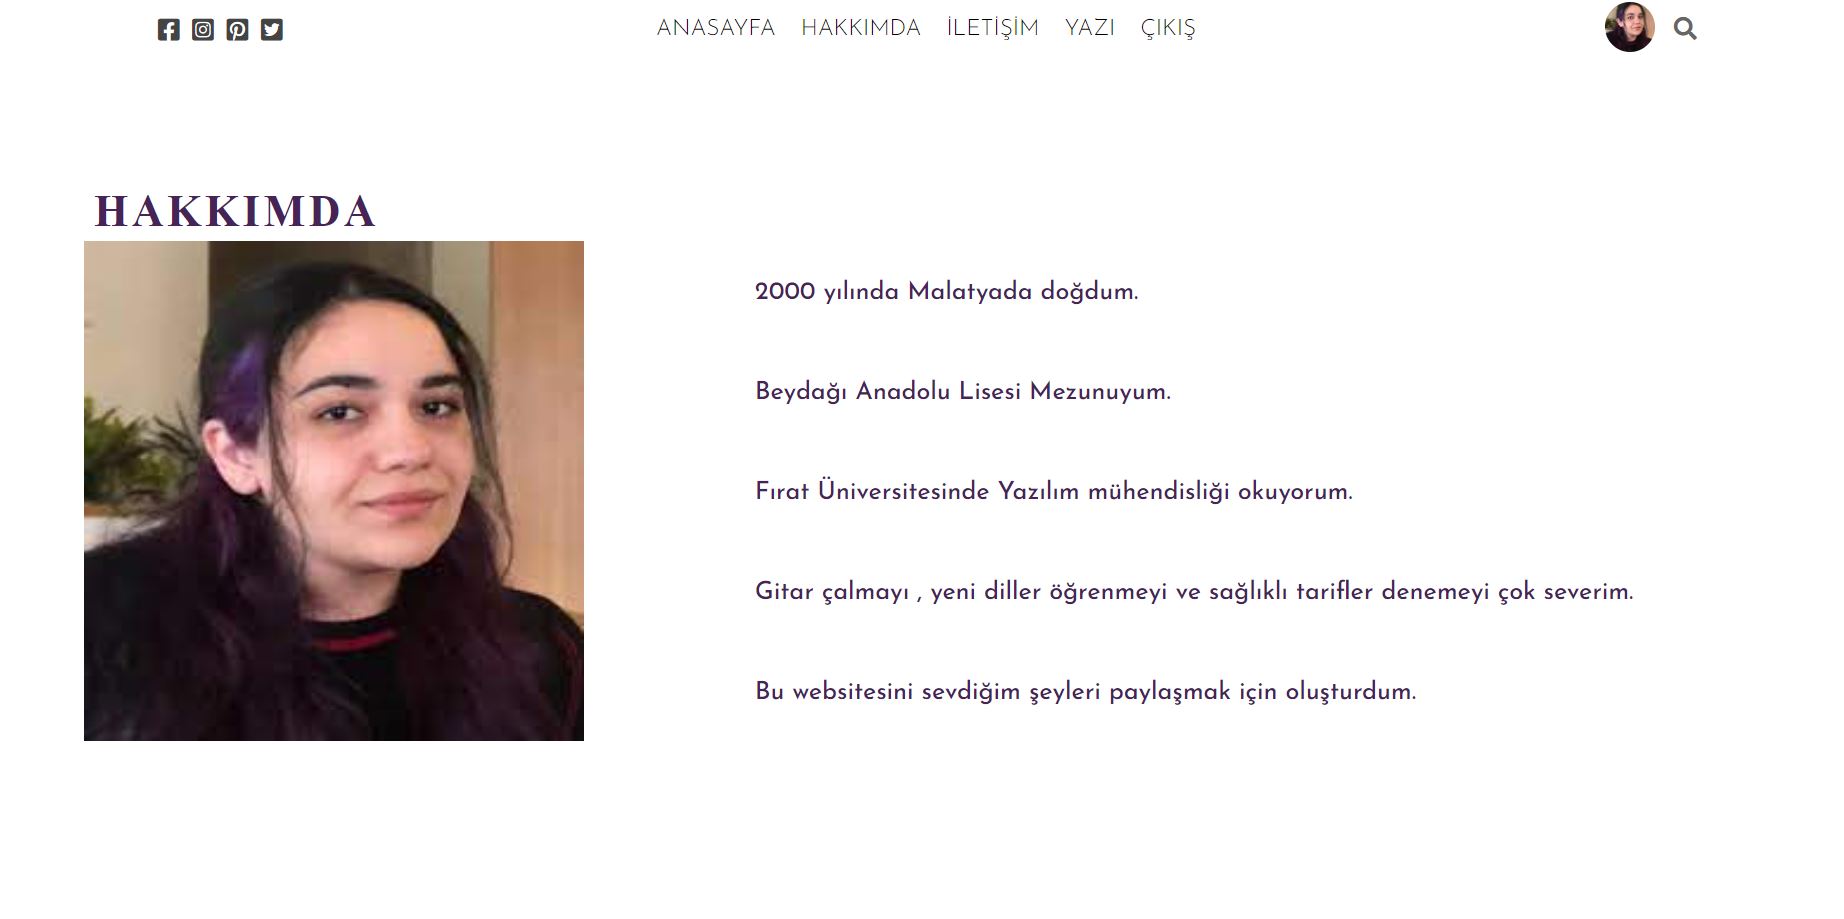 ANASAYFA HAKKIMDA İLETİŞİM YAZI ÇIKIŞ
HAKKIMDA
2000 yılında Malatyada doğdum.
Beydağı Anadolu Lisesi Mezunuyum.
Fırat Üniversitesinde Yazılım mühendisliği okuyorum.
Gitar çalmayı , yeni diller öğrenmeyi ve sağlıklı tarifler denemeyi çok severim.
Bu websitesini sevdiğim şeyleri paylaşmak için oluşturdum.